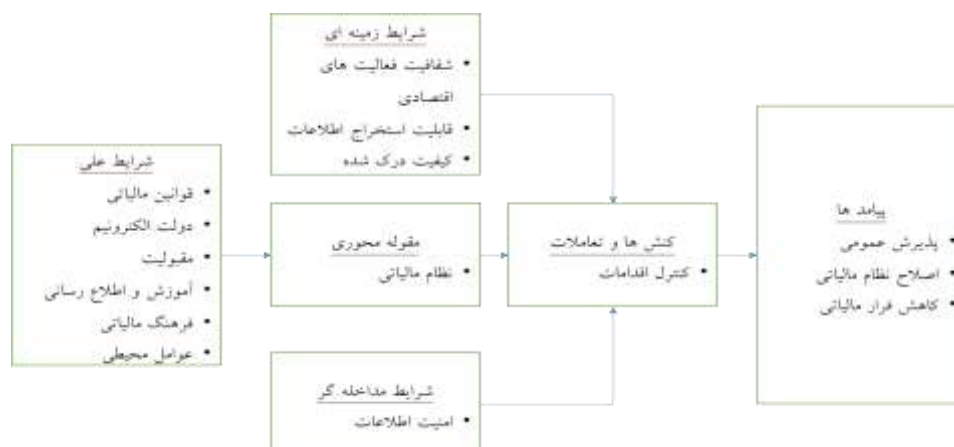 شرایط زمینه ای
• شفافیت فعالیت های
اقتصادی
• قابلیت استخراج اطلاعات
• کیفیت درک شده
شرایط علی
• قوانین مالیاتی
• دولت الکترونیم
• مقبولیت
• آموزش و اطلاع رسانی
• فرهنگ مالیاتی
• عوامل محیطی
مقوله محوری
• نظام مالیاتی
شرایط مداخله گر
• امنیت اطلاعات
کنش ها و تعاملات
• کنترل اقدامات
پیامد ها
• پذیرش عمومی
• اصلاح نظام مالیاتی
• کاهش فرار مالیاتی